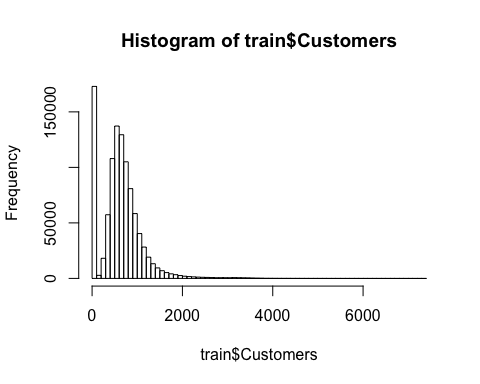 Histogram of train$Customers
Frequency
150000
50000
0
0 2000 4000 6000
train$Customers